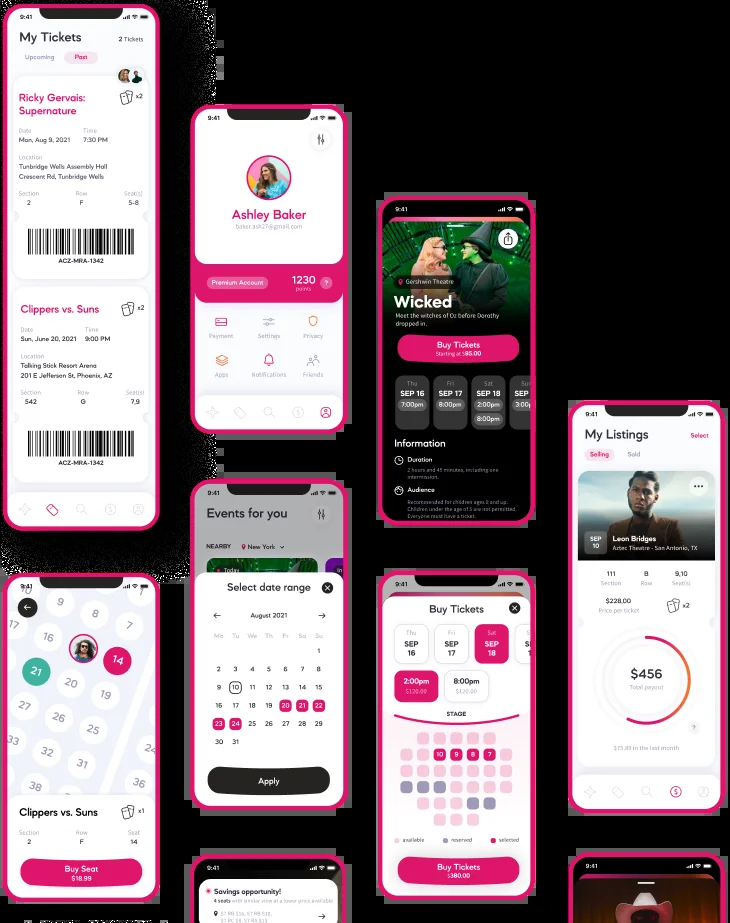 9:41
My Tickets
2 Tickets
Upcoming Past
Ricky Gervais:
Supernature
x2
Date Time
Mon, Aug 9, 2021 7:30 PM
Location
Tunbridge Wells Assembly Hall
Crescent Rd, Tunbridge Wells
Section Row Seat(s)
2 F 5-8
ACZ-MRA-1342
Clippers vs. Suns
x2
Date Time
Sun, June 20, 2021 9:00 PM
Location
Talking Stick Resort Arena
201 E Jefferson St, Phoenix, AZ
Section Row Seat(s)
542 G 7,9
ACZ-MRA-1342
9:41
Ashley Baker
baker.ash27@gmail.com
Premium Account
1230
points
?
Payment Settings Privacy
Apps Notifications Friends
9:41
Gershwin Theatre
Wicked
Meet the witches of Oz before Dorothy
dropped in.
Buy Tickets
Starting at $95.00
Thu Fri Sat Sun
SEP 16 SEP 17 SEP 18
7:00pm 8:00pm 2:00pm
8:00pm
Information
Duration
2 hours and 45 minutes, including one
intermission.
Audience
Recommended for children ages 8 and up.
Children under the age of 5 are not permitted.
Everyone must have a ticket.
9:41
My Listings
Select
Selling Sold
SEP
10
Leon Bridges
Aztec Theatre - San Antonio, TX
111 B 9,10
Section Row Seat(s)
$228.00
Price per ticket
x2
$456
Total payout
?
$75.89 in the last month
9:41
9 8 7
17 16 14
21 20 19
27 26 25
33 32 31 24
38 36
Clippers vs. Suns
x1
Section Row Seat
2 F 14
Buy Seat
$18.99
9:41
Events for you
NEARBY New York
Today In
Select date range
August 2021
Mo Tu We Th Fr Sa Su
1
2 3 4 5 6 7 8
9 10 11 12 13 14 15
16 17 18 19 20 21 22
23 24 25 26 27 28 29
30 31
Apply
9:41
Buy Tickets
Thu Fri Sat
SEP SEP SEP
16 17 18
2:00pm 8:00pm
$120.00 $120.00
STAGE
10 9 8 7
available reserved selected
Buy Tickets
$380.00
9:41
Savings opportunity!
4 seats with similar view at a lower price available
9:41